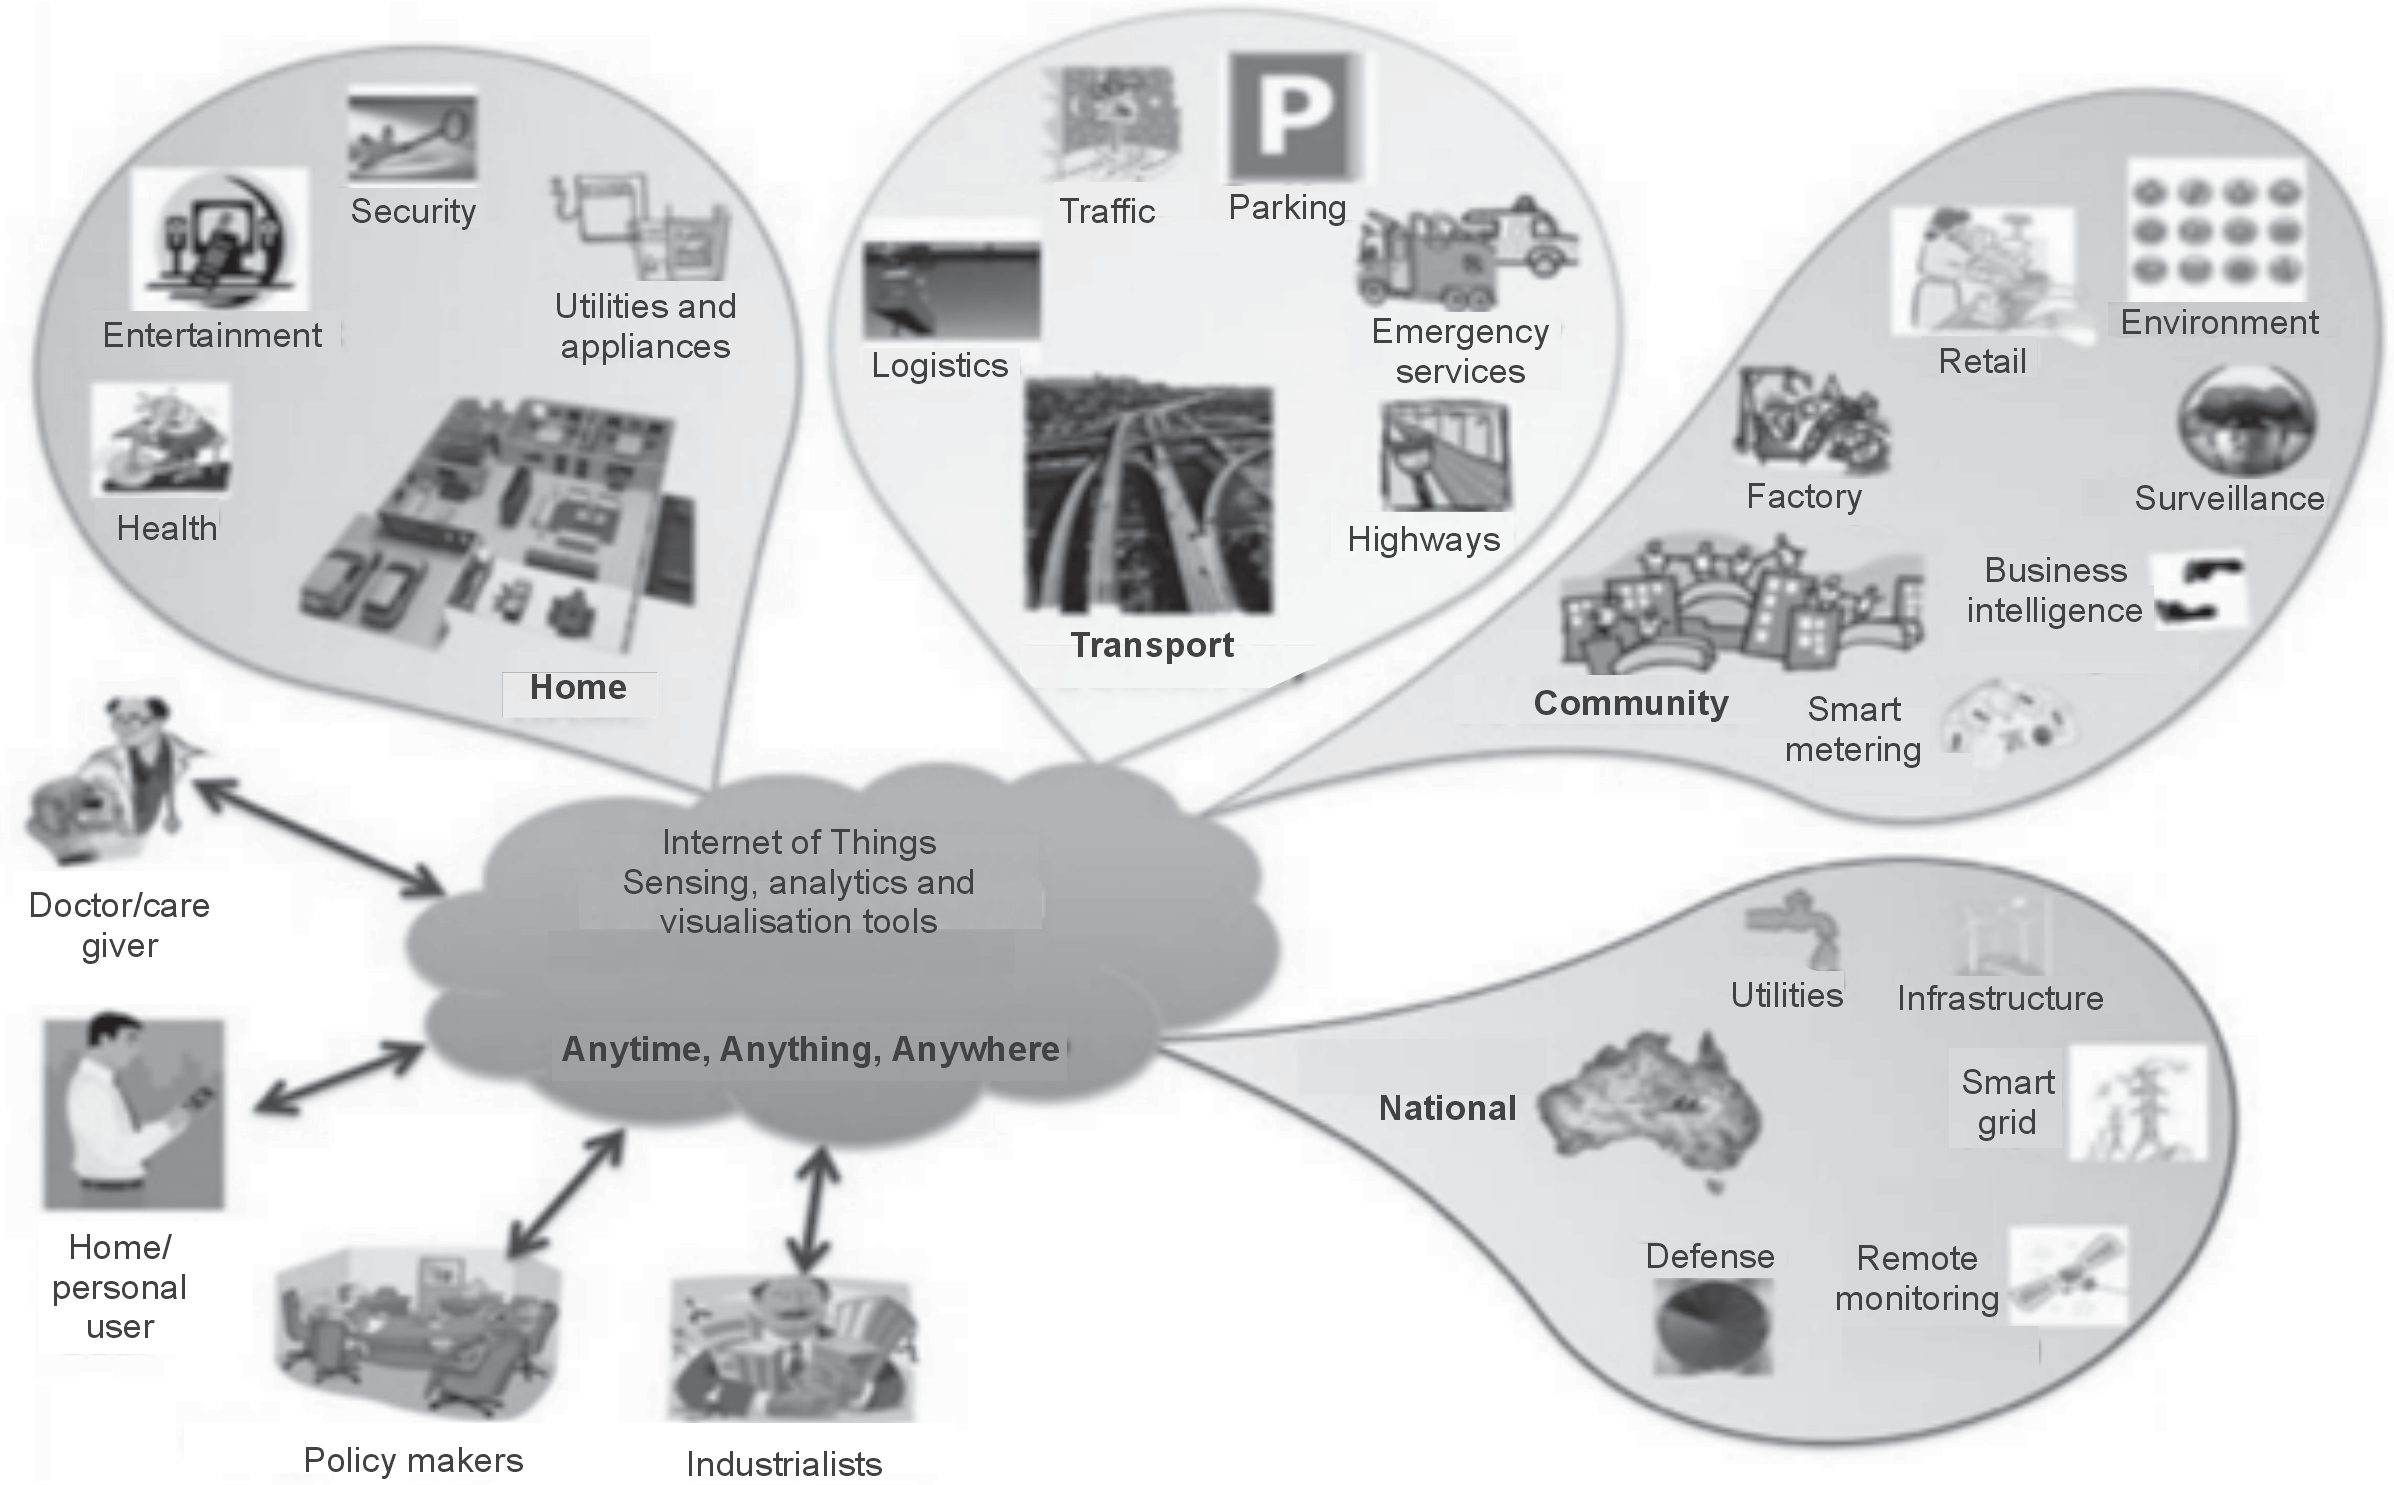 Security
Entertainment
Utilities and
appliances
Health
Home
Traffic
P
Parking
Logistics
Emergency
services
Highways
Transport
Retail
Environment
Factory
Surveillance
Business
intelligence
Community
Smart
metering
Internet of Things
Sensing, analytics and
visualisation tools
Anytime, Anything, Anywhere
Doctor/care
giver
Home/
personal
user
Policy makers
Industrialists
Utilities
Infrastructure
National
Smart
grid
Defense
Remote
monitoring